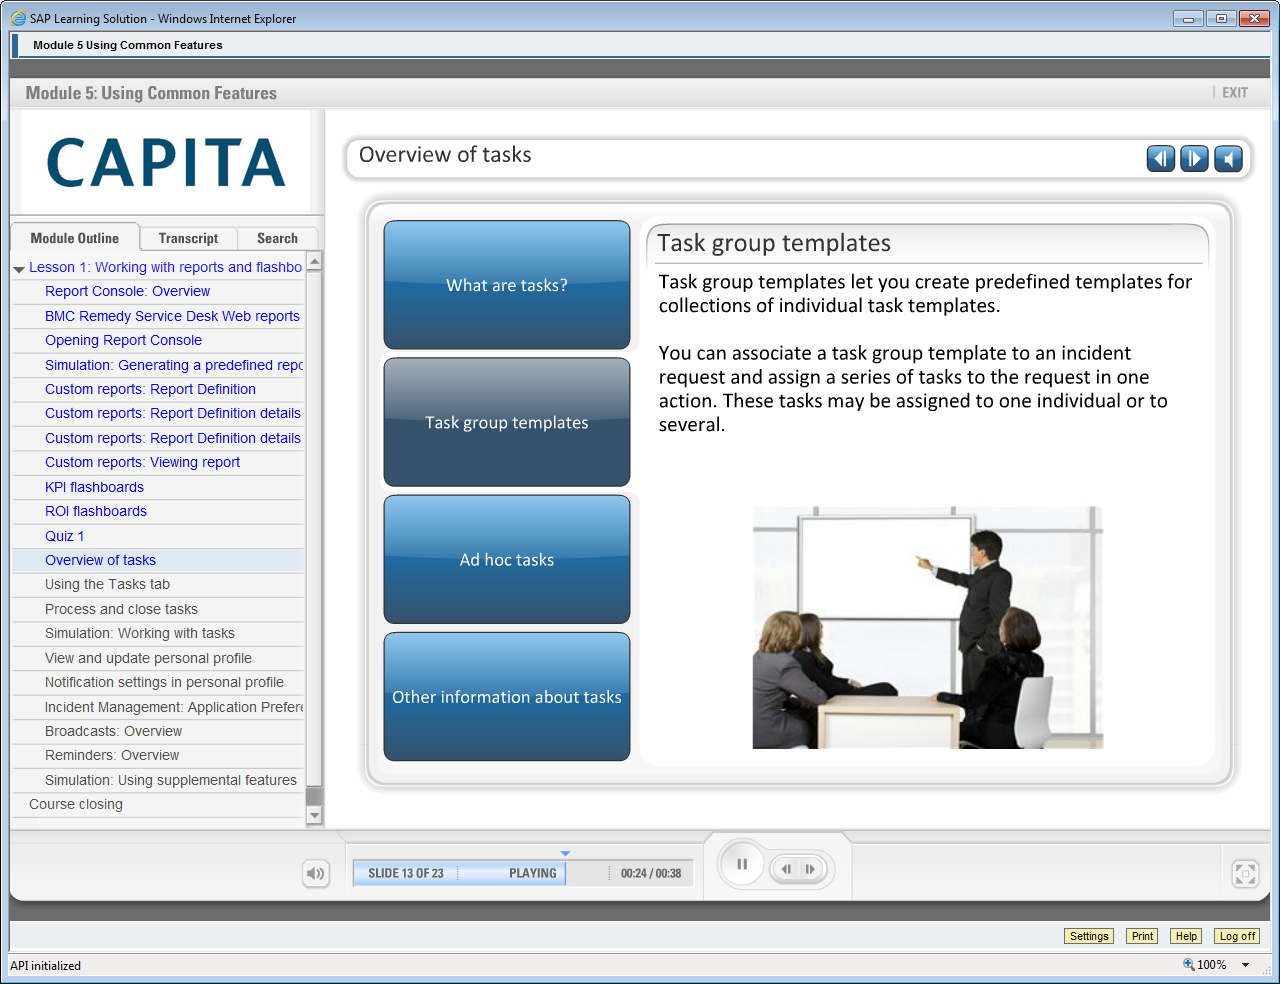 SAP Learning Solution - Windows Internet Explorer
Module 5 Using Common Features
Module 5: Using Common Features
EXIT
CAPITA
Module Outline
Transcript
Search
Lesson 1: Working with reports and flashbo
Report Console: Overview
BMC Remedy Service Desk Web reports
Opening Report Console
Simulation: Generating a predefined repo
Custom reports: Report Definition
Custom reports: Report Definition details
Custom reports: Report Definition details
Custom reports: Viewing report
KPI flashboards
ROI flashboards
Quiz 1
Overview of tasks
Using the Tasks tab
Process and close tasks
Simulation: Working with tasks
View and update personal profile
Notification settings in personal profile
Incident Management: Application Prefere
Broadcasts: Overview
Reminders: Overview
Simulation: Using supplemental features
Course closing
Overview of tasks
What are tasks?
Task group templates
Ad hoc tasks
Other information about tasks
Task group templates
Task group templates let you create predefined templates for
collections of individual task templates.
You can associate a task group template to an incident
request and assign a series of tasks to the request in one
action. These tasks may be assigned to one individual or to
several.
SLIDE 13 OF 23
PLAYING
00:24 / 00:38
Settings
Print
Help
Log off
API initialized
100%